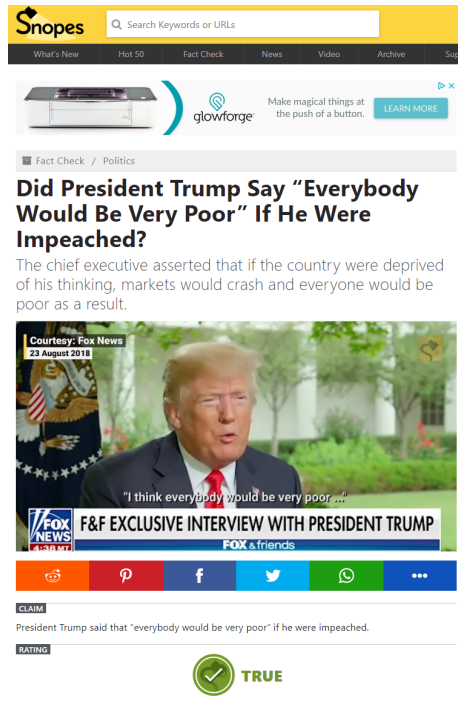 Snopes
Search Keywords or URLs
What's New Hot 50 Fact Check News Video Archive Sup
glowforge
Make magical things at
the push of a button.
LEARN MORE
Fact Check / Politics
Did President Trump Say “Everybody
Would Be Very Poor” If He Were
Impeached?
The chief executive asserted that if the country were deprived
of his thinking, markets would crash and everyone would be
poor as a result.
Courtesy: Fox News
23 August 2018
"I think everybody would be very poor ..."
FOX
NEWS
4:38 MT
F&F EXCLUSIVE INTERVIEW WITH PRESIDENT TRUMP
FOX & friends
CLAIM
President Trump said that "everybody would be very poor" if he were impeached.
RATING
TRUE